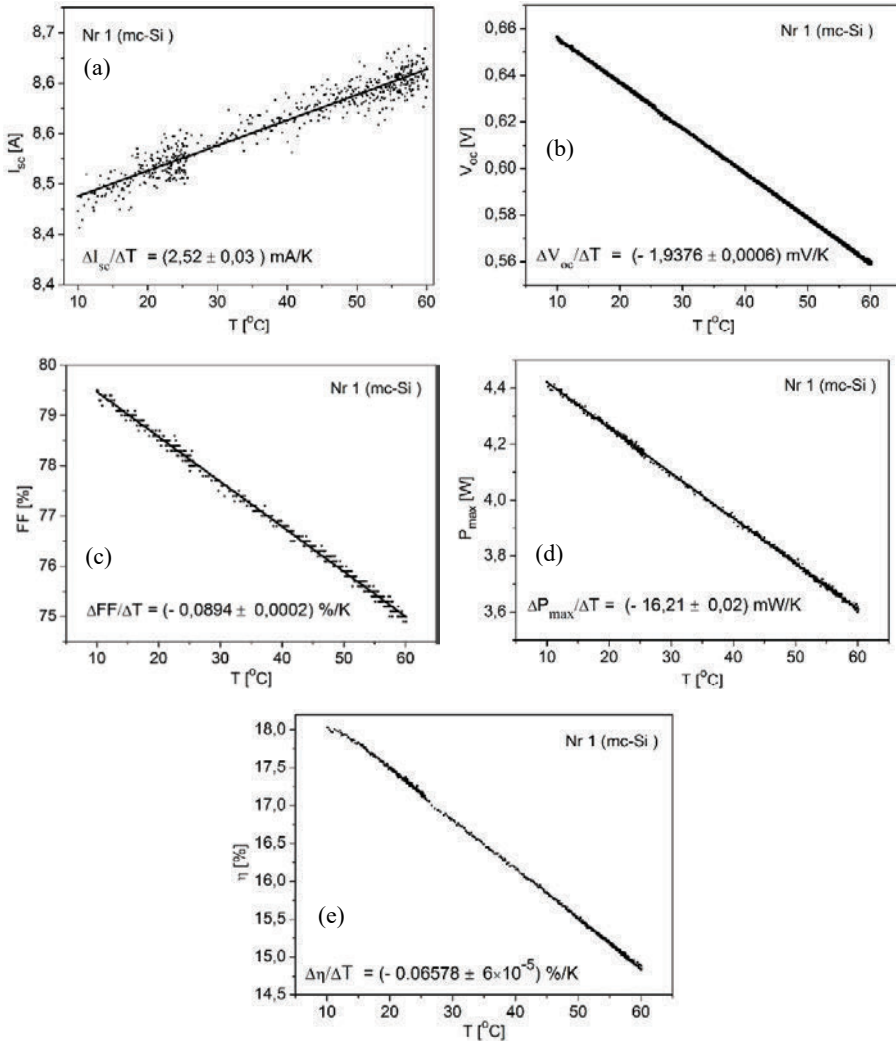 8,7
8,6
8,6
8,5
8,4
8,4
I_sc [A]
Nr 1 (mc-Si )
(a)
ΔI_sc/ΔT = (2,52 ± 0,03 ) mA/K
10 20 30 40 50 60
T [°C]
0,66
0,64
0,62
0,60
0,58
0,56
V_oc [V]
Nr 1 (mc-Si )
(b)
ΔV_oc/ΔT = (- 1,9376 ± 0,0006) mV/K
10 20 30 40 50 60
T [°C]
80
79
78
77
76
75
FF [%]
Nr 1 (mc-Si )
(c)
ΔFF/ΔT = (- 0,0894 ± 0,0002) %/K
10 20 30 40 50 60
T [°C]
4,4
4,2
4,0
3,8
3,6
P_max [W]
Nr 1 (mc-Si )
(d)
ΔP_max/ΔT = (- 16,21 ± 0,02) mW/K
10 20 30 40 50 60
T [°C]
18,0
17,5
17,0
16,5
16,0
15,5
15,0
14,5
η [%]
Nr 1 (mc-Si )
(e)
Δη/ΔT = (- 0.06578 ± 6×10⁻⁵) %/K
10 20 30 40 50 60
T [°C]